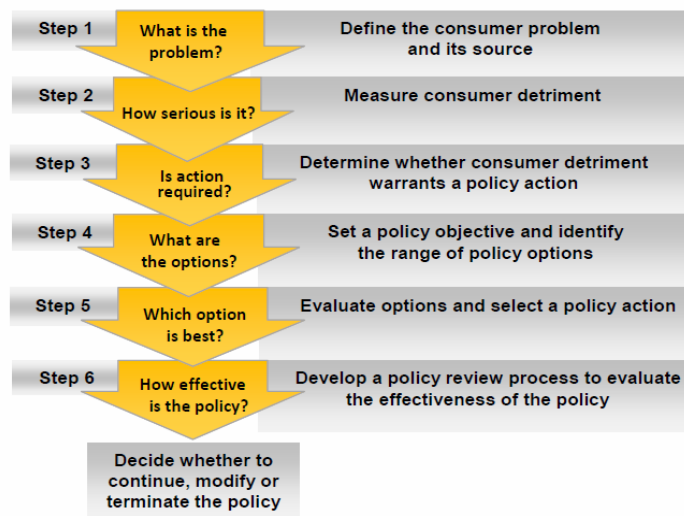 Step 1
What is the
problem?
Define the consumer problem
and its source
Step 2
How serious is it?
Measure consumer detriment
Step 3
Is action
required?
Determine whether consumer detriment
warrants a policy action
Step 4
What are
the options?
Set a policy objective and identify
the range of policy options
Step 5
Which option
is best?
Evaluate options and select a policy action
Step 6
How effective
is the policy?
Develop a policy review process to evaluate
the effectiveness of the policy
Decide whether to
continue, modify or
terminate the policy